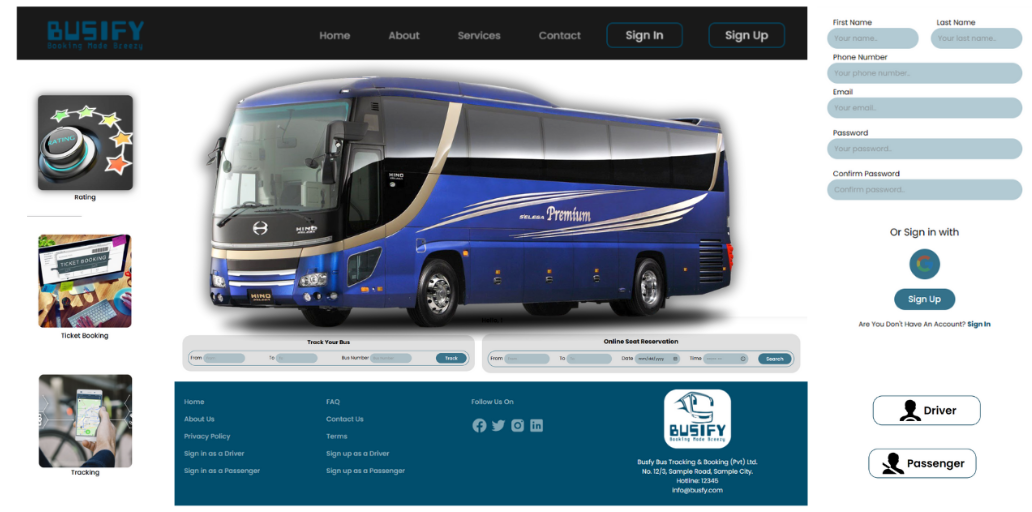 BUSIFY
Booking Made Breezy
Home
About
Services
Contact
Sign In
Sign Up
RATING
Rating
TICKET BOOKING
Ticket Booking
Tracking
HINO
SELEGA Premium
HINO
HINO
Track Your Bus
From
To
Bus Number
Track
Online Seat Reservation
From
To
Date
mm/dd/yyyy
Time
Search
Home
About Us
Privacy Policy
Sign in as a Driver
Sign in as a Passenger
FAQ
Contact Us
Terms
Sign up as a Driver
Sign up as a Passenger
Follow Us On
BUSIFY
Booking Made Breezy
Busfy Bus Tracking & Booking (Pvt) Ltd.
No. 12/3, Sample Road, Sample City.
Hotline: 12345
info@busfy.com
First Name
Last Name
Your name..
Your last name..
Phone Number
Your phone number..
Email
Your email..
Password
Your password..
Confirm Password
Confirm password..
Or Sign in with
Sign Up
Are You Don't Have An Account? Sign In
Driver
Passenger